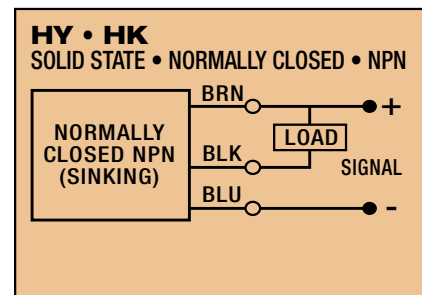 HY • HK
SOLID STATE • NORMALLY CLOSED • NPN
BRN
+
NORMALLY
CLOSED NPN
(SINKING)
LOAD
BLK
SIGNAL
BLU
-